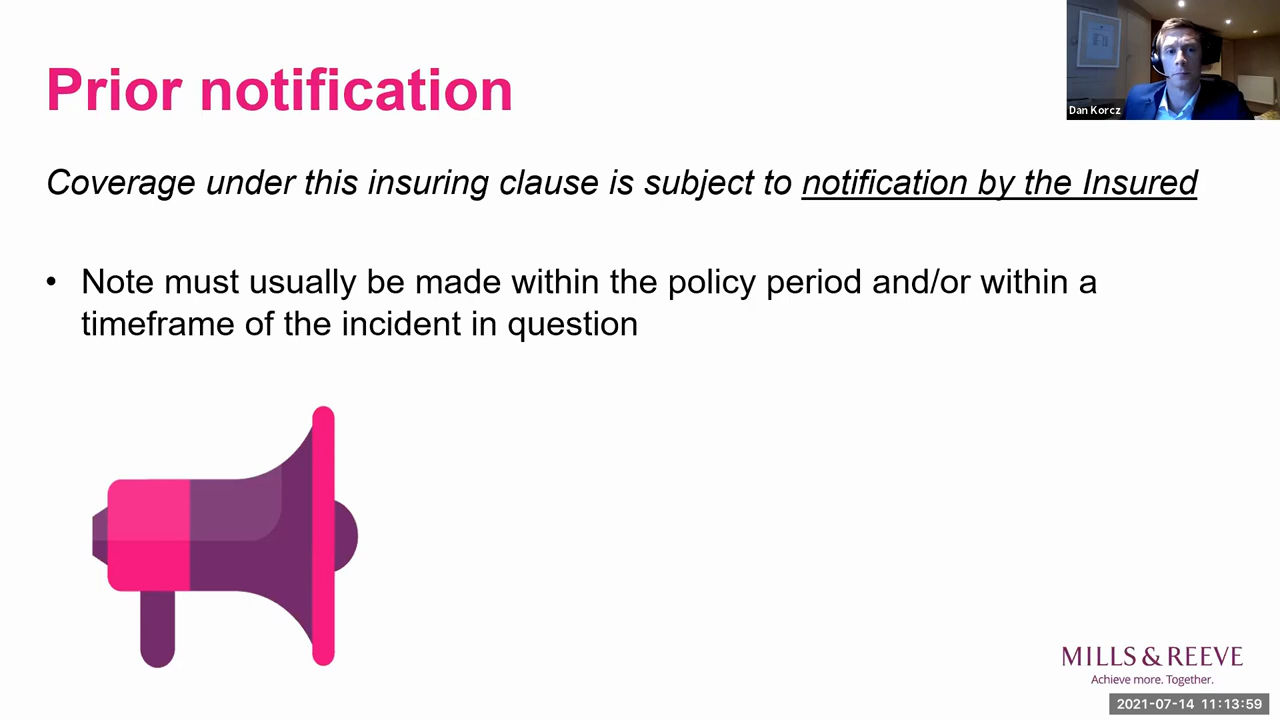 Prior notification
Dan Korcz
Coverage under this insuring clause is subject to notification by the Insured
• Note must usually be made within the policy period and/or within a
timeframe of the incident in question
MILLS & REEVE
Achieve more. Together.
2021-07-14 11:13:59